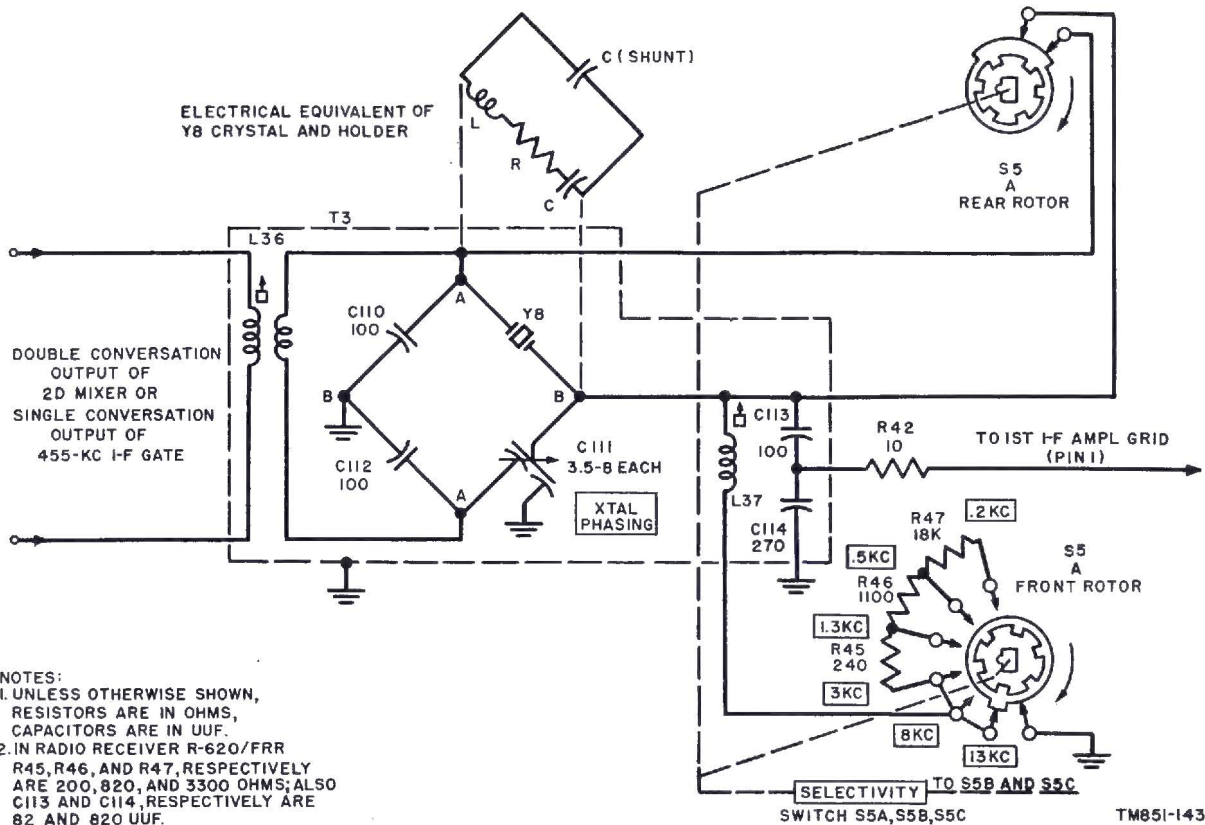 C (SHUNT)
ELECTRICAL EQUIVALENT OF
Y8 CRYSTAL AND HOLDER
L
R
C
S5
A
REAR ROTOR
T3
L36
A
C110
100
Y8
DOUBLE CONVERSATION
OUTPUT OF
2D MIXER OR
SINGLE CONVERSATION
OUTPUT OF
455-KC I-F GATE
B
B
C112
100
C111
3.5-8 EACH
A
XTAL
PHASING
C113
100
L37
C114
270
R42
10
TO IST I-F AMPL GRID
(PIN I)
R47
18K
.2KC
.5KC
R46
1100
1.3KC
R45
240
3KC
8KC
13KC
S5
A
FRONT ROTOR
NOTES:
1. UNLESS OTHERWISE SHOWN,
RESISTORS ARE IN OHMS,
CAPACITORS ARE IN UUF.
2. IN RADIO RECEIVER R-620/FRR
R45, R46, AND R47, RESPECTIVELY
ARE 200, 820, AND 3300 OHMS; ALSO
C113 AND C114, RESPECTIVELY ARE
82 AND 820 UUF.
SELECTIVITY TO S5B AND S5C
SWITCH S5A, S5B, S5C
TM851-143